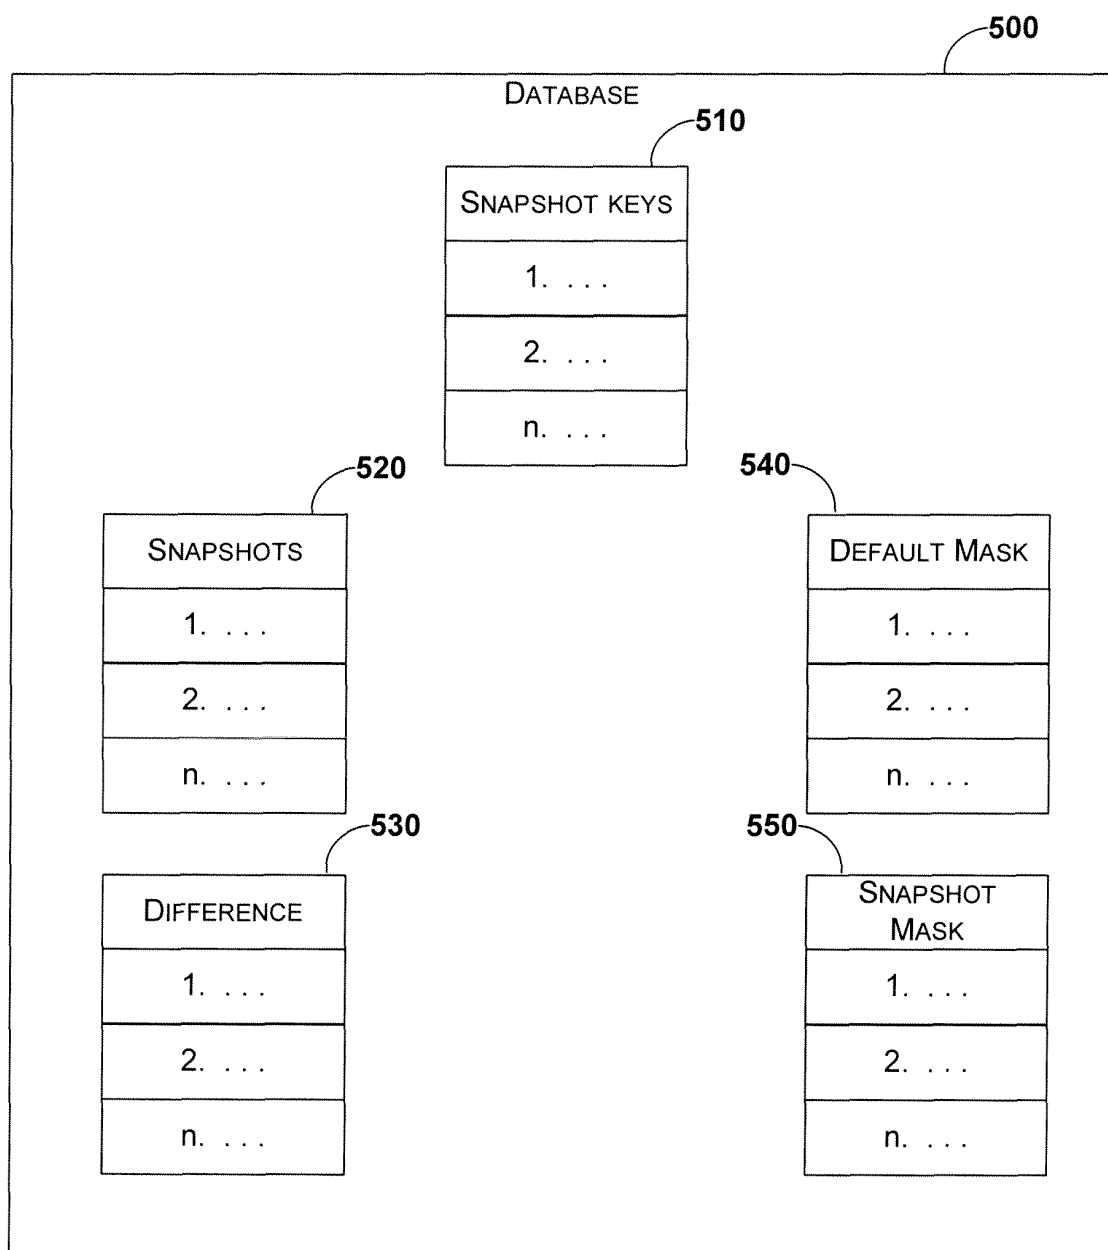 500
DATABASE
510
SNAPSHOT KEYS
1. . . .
2. . . .
n. . . .
520
SNAPSHOTS
1. . . .
2. . . .
n. . . .
540
DEFAULT MASK
1. . . .
2. . . .
n. . . .
530
DIFFERENCE
1. . . .
2. . . .
n. . . .
550
SNAPSHOT
MASK
1. . . .
2. . . .
n. . . .